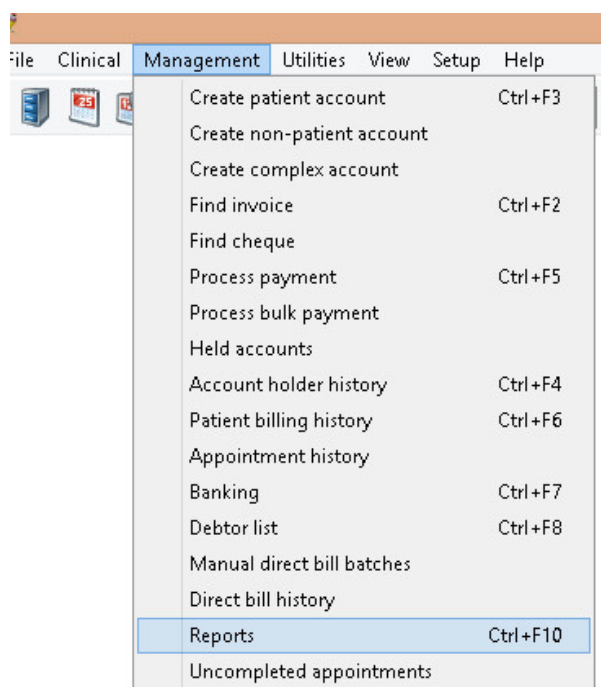 File Clinical Management Utilities View Setup Help
25
Create patient account Ctrl+F3
Create non-patient account
Create complex account
Find invoice Ctrl+F2
Find cheque
Process payment Ctrl+F5
Process bulk payment
Held accounts
Account holder history Ctrl+F4
Patient billing history Ctrl+F6
Appointment history
Banking Ctrl+F7
Debtor list Ctrl+F8
Manual direct bill batches
Direct bill history
Reports Ctrl+F10
Uncompleted appointments